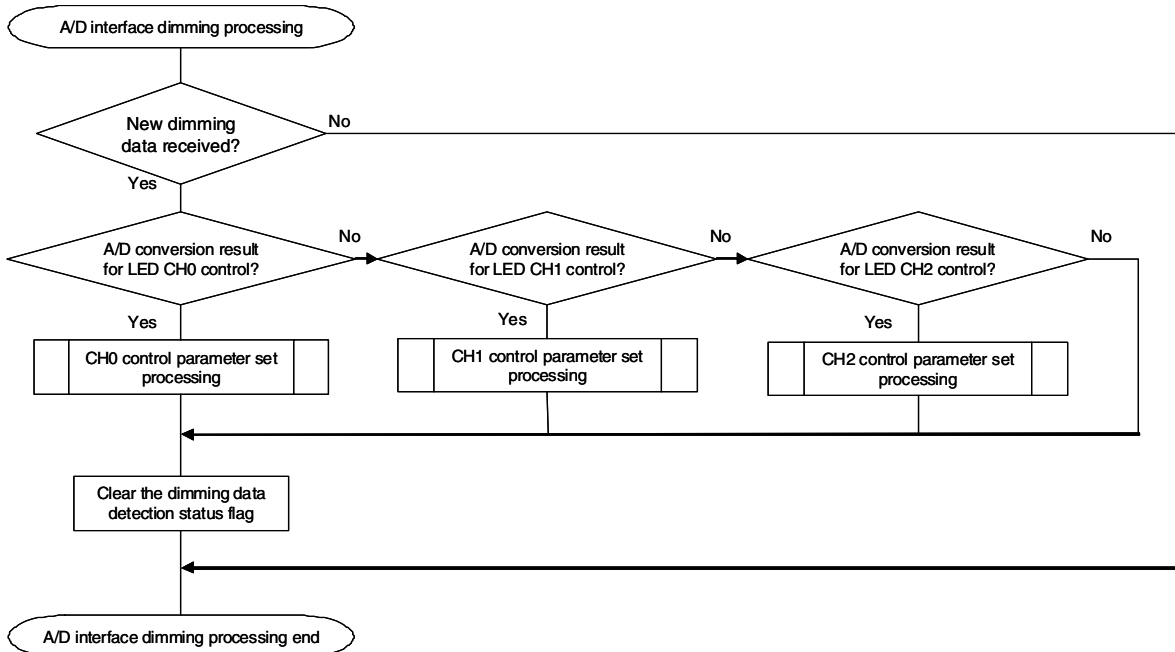 A/D interface dimming processing
New dimming
data received?
No
Yes
A/D conversion result
for LED CH0 control?
No
A/D conversion result
for LED CH1 control?
No
A/D conversion result
for LED CH2 control?
No
Yes
Yes
Yes
CH0 control parameter set
processing
CH1 control parameter set
processing
CH2 control parameter set
processing
Clear the dimming data
detection status flag
A/D interface dimming processing end